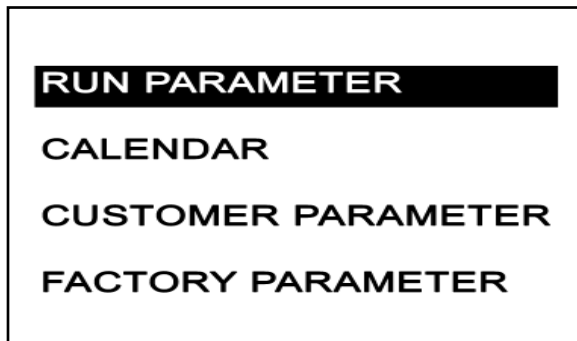 RUN PARAMETER
CALENDAR
CUSTOMER PARAMETER
FACTORY PARAMETER